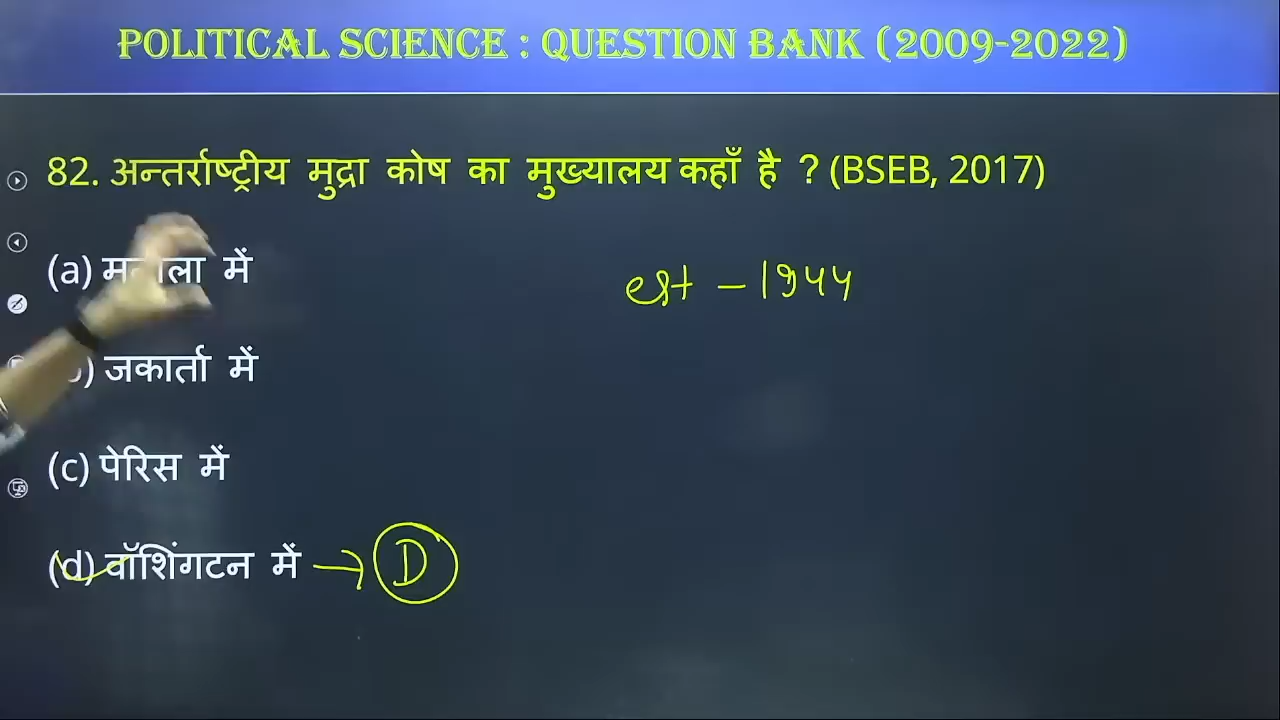 POLITICAL SCIENCE : QUESTION BANK (2009-2022)
82. अन्तर्राष्ट्रीय मुद्रा कोष का मुख्यालय कहाँ है ? (BSEB, 2017)
(a) में
est - 1944
जकार्ता में
(c) पेरिस में
(d) वॉशिंगटन में → D